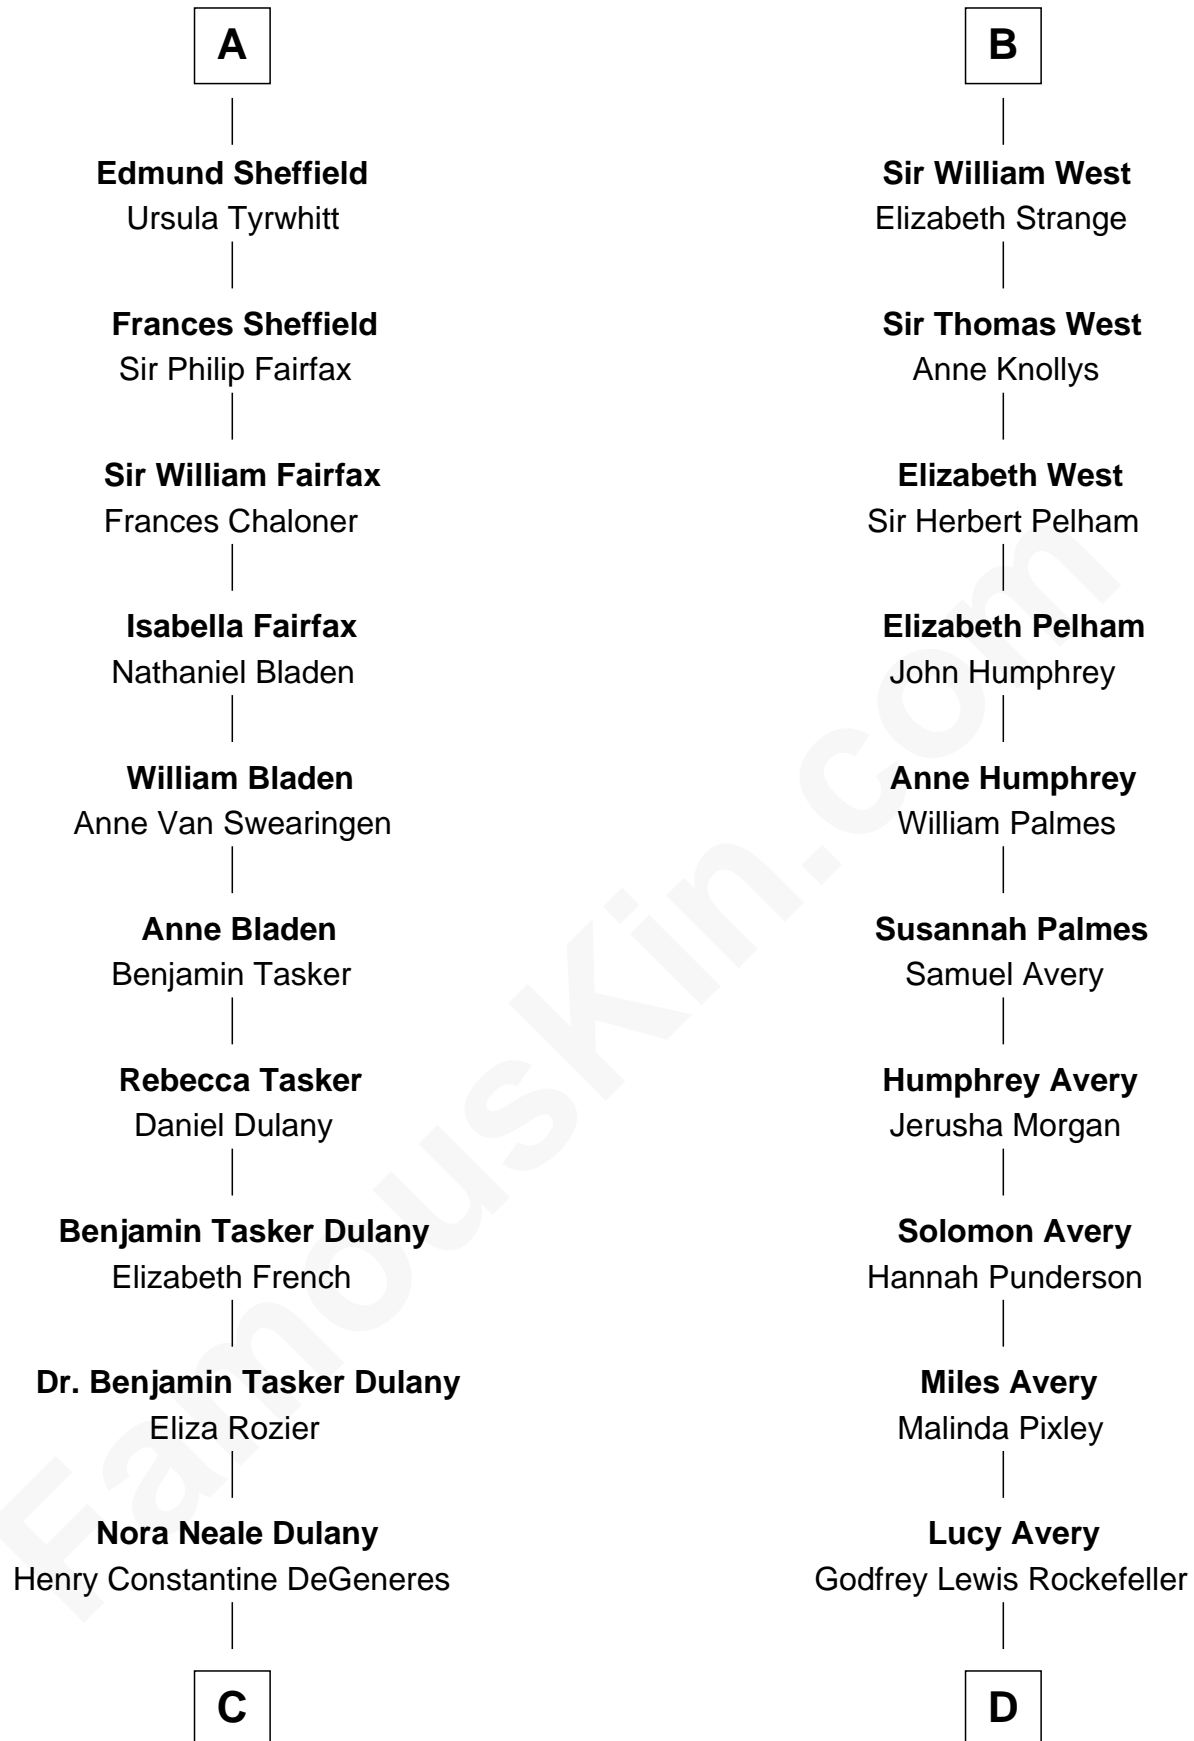 A
Edmund Sheffield
Ursula Tyrwhitt
Frances Sheffield
Sir Philip Fairfax
Sir William Fairfax
Frances Chaloner
Isabella Fairfax
Nathaniel Bladen
William Bladen
Anne Van Swearingen
Anne Bladen
Benjamin Tasker
Rebecca Tasker
Daniel Dulany
Benjamin Tasker Dulany
Elizabeth French
Dr. Benjamin Tasker Dulany
Eliza Rozier
Nora Neale Dulany
Henry Constantine DeGeneres
C
B
Sir William West
Elizabeth Strange
Sir Thomas West
Anne Knollys
Elizabeth West
Sir Herbert Pelham
Elizabeth Pelham
John Humphrey
Anne Humphrey
William Palmes
Susannah Palmes
Samuel Avery
Humphrey Avery
Jerusha Morgan
Solomon Avery
Hannah Punderson
Miles Avery
Malinda Pixley
Lucy Avery
Godfrey Lewis Rockefeller
D
FamousKin.com